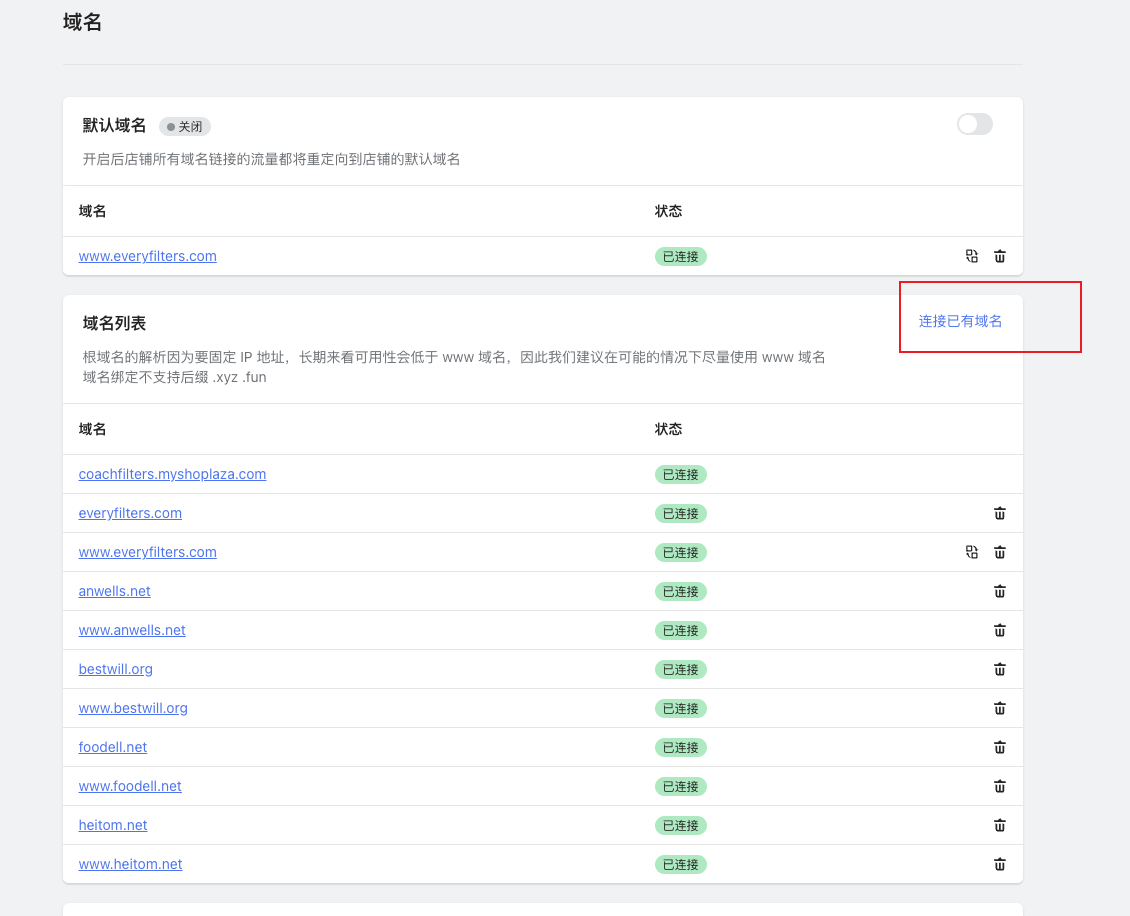 域名
默认域名 关闭
开启后店铺所有域名链接的流量都将重定向到店铺的默认域名
域名 状态
www.everyfilters.com 已连接
域名列表 连接已有域名
根域名的解析因为要固定 IP 地址，长期来看可用性会低于 www 域名，因此我们建议在可能的情况下尽量使用 www 域名
域名绑定不支持后缀 .xyz .fun
域名 状态
coachfilters.myshoplaza.com 已连接
everyfilters.com 已连接
www.everyfilters.com 已连接
anwells.net 已连接
www.anwells.net 已连接
bestwill.org 已连接
www.bestwill.org 已连接
foodell.net 已连接
www.foodell.net 已连接
heitom.net 已连接
www.heitom.net 已连接